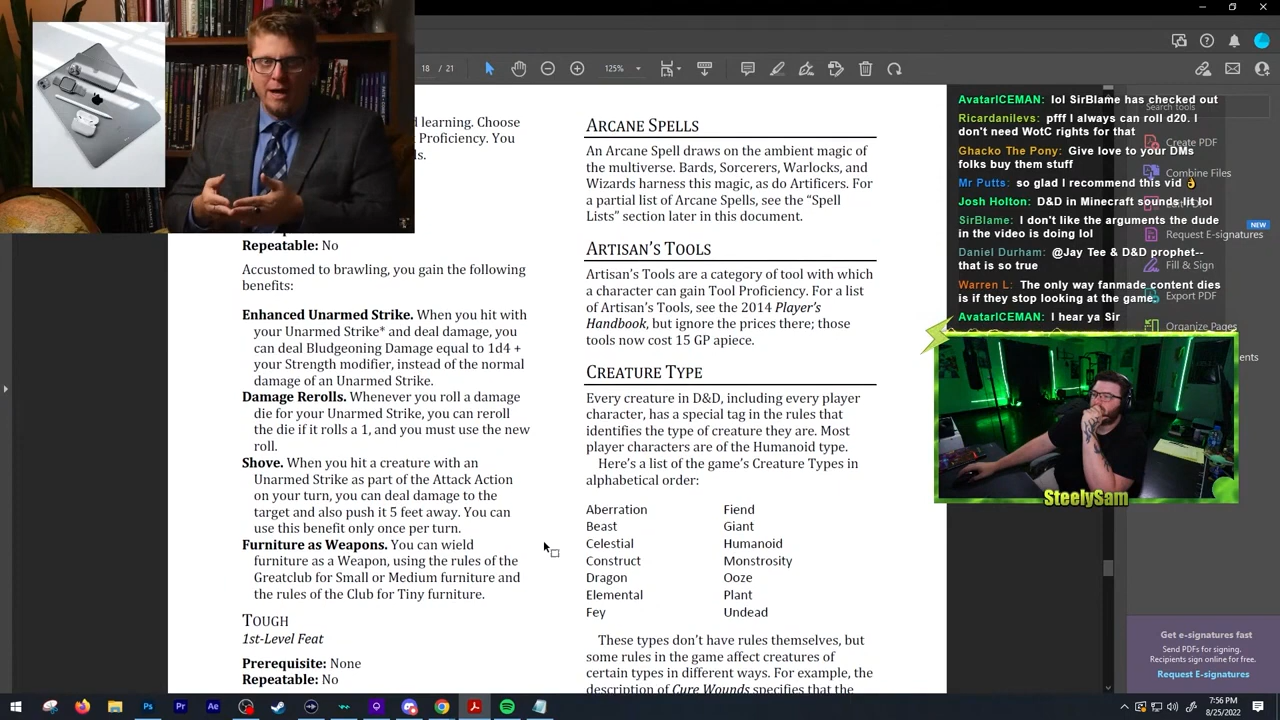 18 / 21
125%
Search tools
Create PDF
Combine Files
Request E-signatures
NEW
Fill & Sign
Export PDF
Organize Pages
ents
learning. Choose
Proficiency. You
ls.
Repeatable: No
Accustomed to brawling, you gain the following
benefits:
Enhanced Unarmed Strike. When you hit with
your Unarmed Strike* and deal damage, you
can deal Bludgeoning Damage equal to 1d4 +
your Strength modifier, instead of the normal
damage of an Unarmed Strike.
Damage Rerolls. Whenever you roll a damage
die for your Unarmed Strike, you can reroll
the die if it rolls a 1, and you must use the new
roll.
Shove. When you hit a creature with an
Unarmed Strike as part of the Attack Action
on your turn, you can deal damage to the
target and also push it 5 feet away. You can
use this benefit only once per turn.
Furniture as Weapons. You can wield
furniture as a Weapon, using the rules of the
Greatclub for Small or Medium furniture and
the rules of the Club for Tiny furniture.
TOUGH
1st-Level Feat
Prerequisite: None
Repeatable: No
ARCANE SPELLS
An Arcane Spell draws on the ambient magic of
the multiverse. Bards, Sorcerers, Warlocks, and
Wizards harness this magic, as do Artificers. For
a partial list of Arcane Spells, see the “Spell
Lists” section later in this document.
ARTISAN’S TOOLS
Artisan’s Tools are a category of tool with which
a character can gain Tool Proficiency. For a list
of Artisan’s Tools, see the 2014 Player’s
Handbook, but ignore the prices there; those
tools now cost 15 GP apiece.
CREATURE TYPE
Every creature in D&D, including every player
character, has a special tag in the rules that
identifies the type of creature they are. Most
player characters are of the Humanoid type.
Here’s a list of the game’s Creature Types in
alphabetical order:
Aberration
Beast
Celestial
Construct
Dragon
Elemental
Fey
Fiend
Giant
Humanoid
Monstrosity
Ooze
Plant
Undead
These types don’t have rules themselves, but
some rules in the game affect creatures of
certain types in different ways. For example, the
description of Cure Wounds specifies that the
AvatarICEMAN: lol SirBlame has checked out
Ricardanilevs: pfff I always can roll d20. I
don't need WotC rights for that
Ghacko The Pony: Give love to your DMs
folks buy them stuff
Mr Putts: so glad I recommend this vid 👌
Josh Holton: D&D in Minecraft sounds lit lol
SirBlame: I don't like the arguments the dude
in the video is doing lol
Daniel Durham: @Jay Tee & D&D prophet--
that is so true
Warren L: The only way fanmade content dies
is if they stop looking at the game.
AvatarICEMAN: I hear ya Sir
SteelySam
Get e-signatures fast
Send PDFs for signing.
Recipients sign online for free.
Request E-signatures
7:56 PM
8/25/2022